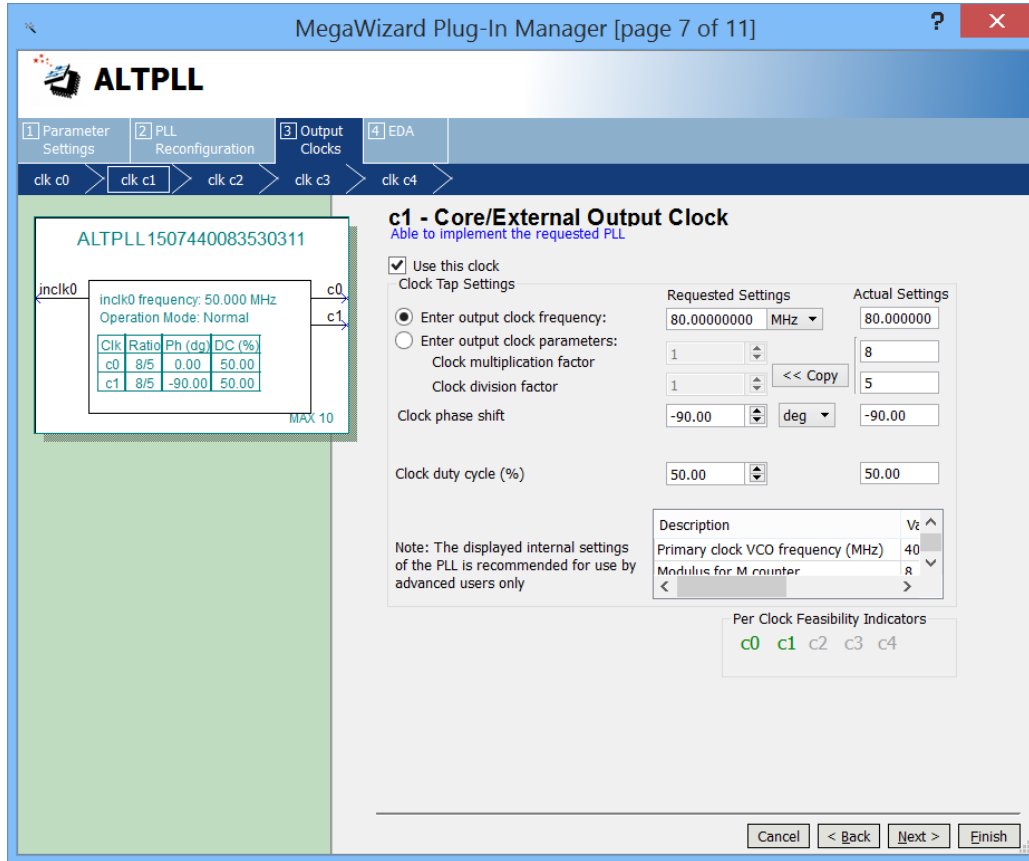 MegaWizard Plug-In Manager [page 7 of 11]
?
ALTPLL
1 Parameter Settings
2 PLL Reconfiguration
3 Output Clocks
4 EDA
clk c0
clk c1
clk c2
clk c3
clk c4
ALTPLL1507440083530311
inclk0
c0
c1
inclk0 frequency: 50.000 MHz
Operation Mode: Normal
Clk Ratio Ph (dg) DC (%)
c0 8/5 0.00 50.00
c1 8/5 -90.00 50.00
MAX 10
c1 - Core/External Output Clock
Able to implement the requested PLL
Use this clock
Clock Tap Settings
Requested Settings Actual Settings
Enter output clock frequency: 80.00000000 MHz 80.000000
Enter output clock parameters:
Clock multiplication factor 1 8
<< Copy
Clock division factor 1 5
Clock phase shift -90.00 deg -90.00
Clock duty cycle (%) 50.00 50.00
Note: The displayed internal settings
of the PLL is recommended for use by
advanced users only
Description
Primary clock VCO frequency (MHz) 40
Modulus for M counter 8
Per Clock Feasibility Indicators
c0 c1 c2 c3 c4
Cancel < Back Next > Finish